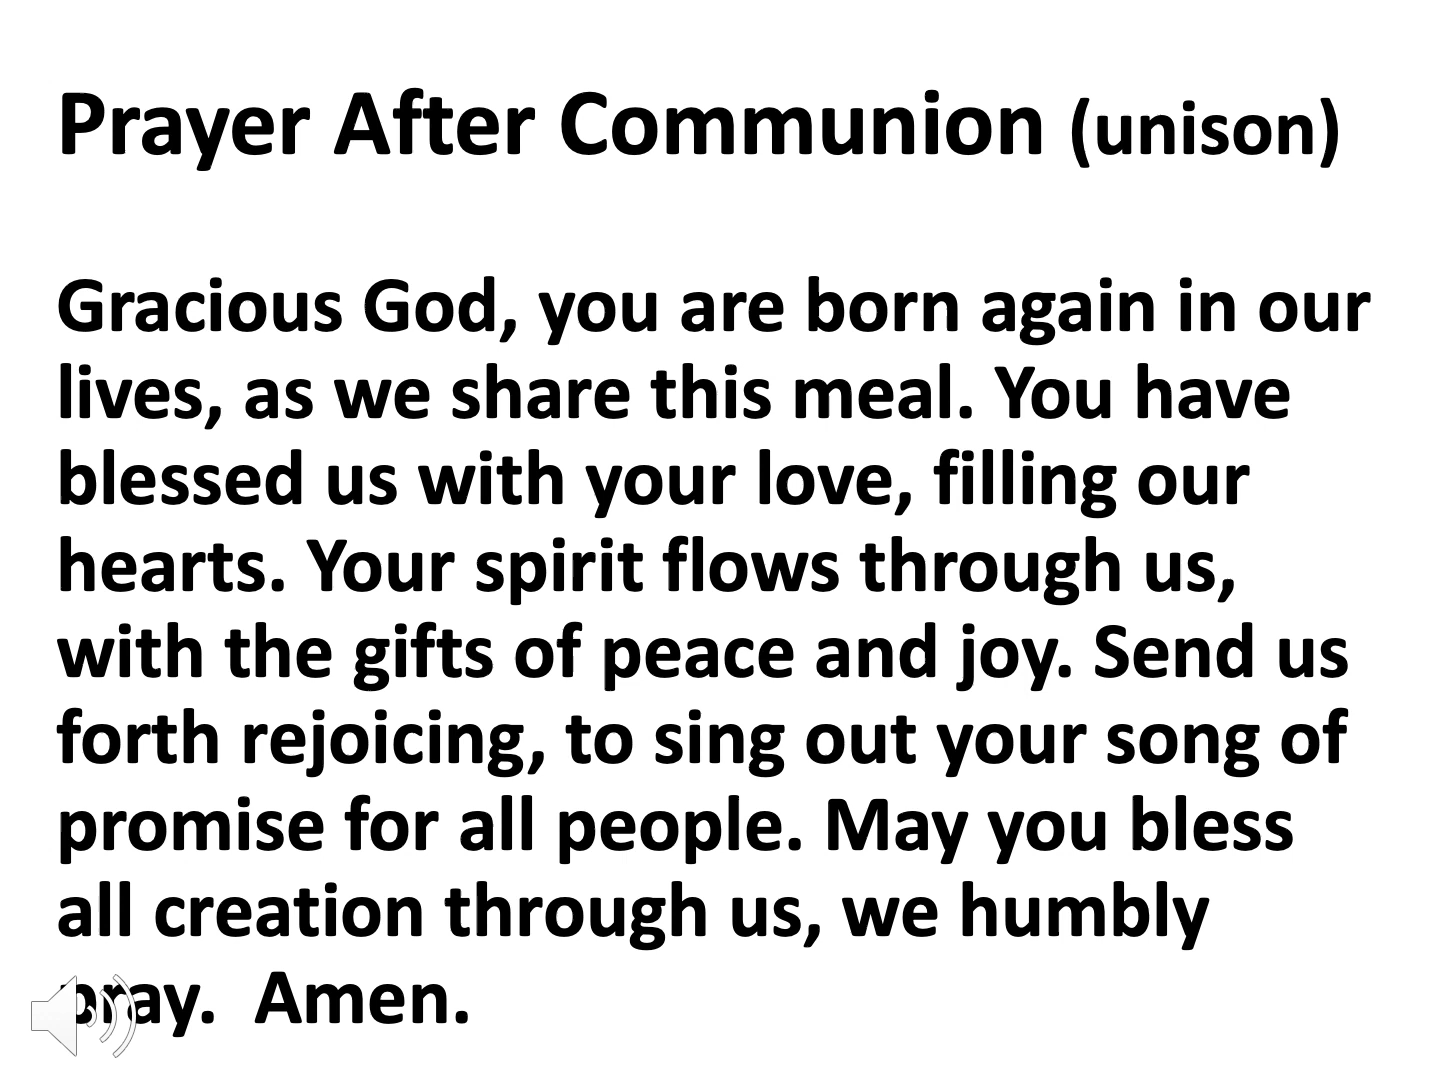 Prayer After Communion (unison)
Gracious God, you are born again in our
lives, as we share this meal. You have
blessed us with your love, filling our
hearts. Your spirit flows through us,
with the gifts of peace and joy. Send us
forth rejoicing, to sing out your song of
promise for all people. May you bless
all creation through us, we humbly
pray.  Amen.